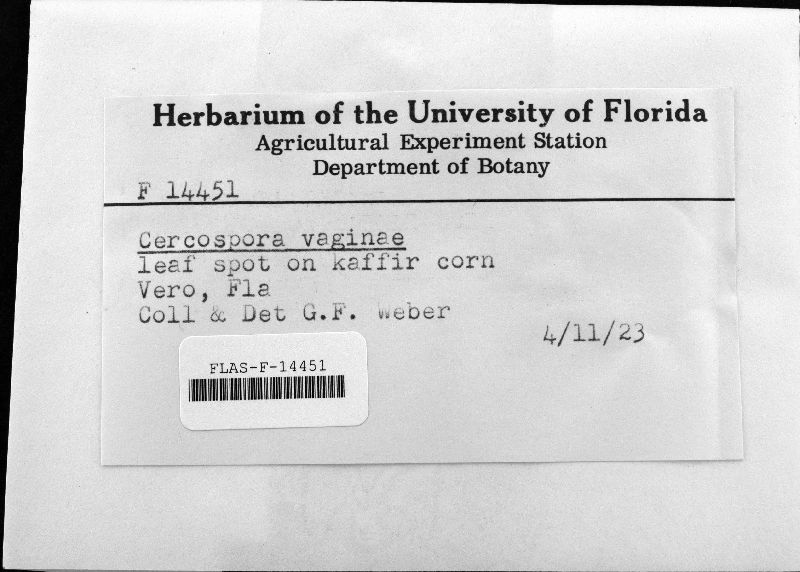 Herbarium of the University of Florida
Agricultural Experiment Station
Department of Botany
F 14451
Cercospora vaginae
leaf spot on kaffir corn
Vero, Fla
Coll & Det G.F. Weber
4/11/23
FLAS-F-14451